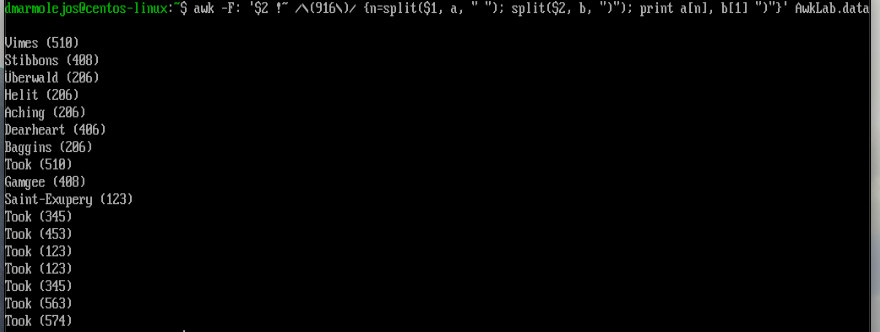 dmarmolejos@centos-linux:~$ awk -F: '$2 !~ /\(916\)/ {n=split($1, a, " "); split($2, b, ")"); print a[n], b[1] ")"}' AwkLab.data
Vimes (510)
Stibbons (408)
Überwald (206)
Helit (206)
Aching (206)
Dearheart (406)
Baggins (206)
Took (510)
Gamgee (408)
Saint-Exupery (123)
Took (345)
Took (453)
Took (123)
Took (123)
Took (345)
Took (563)
Took (574)